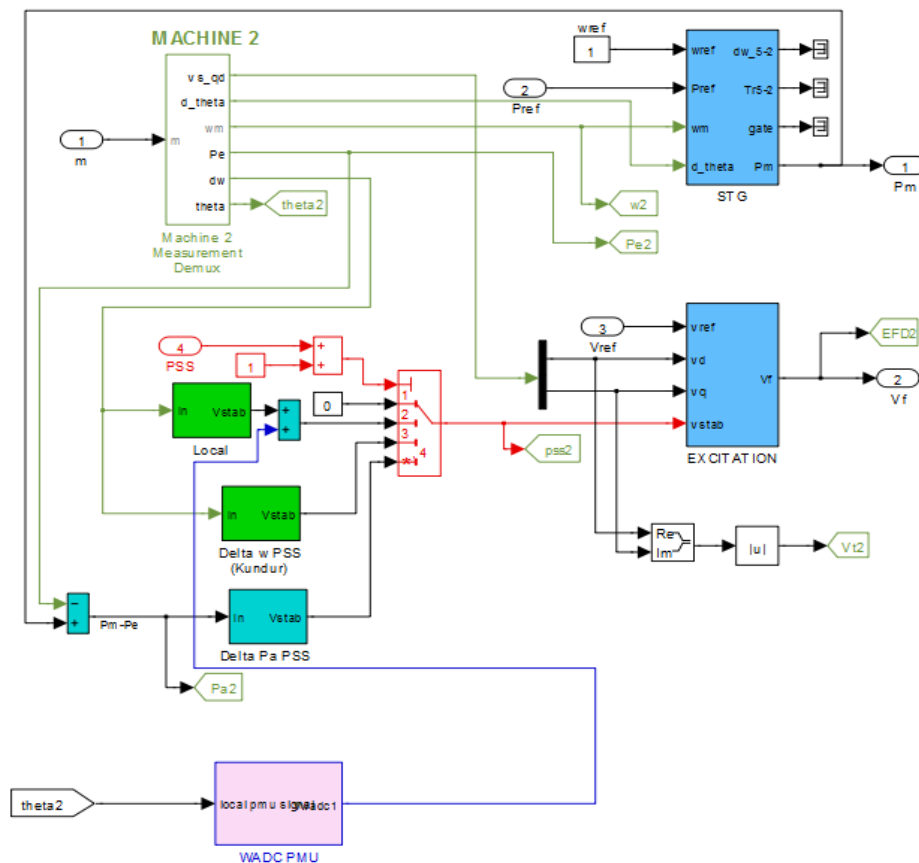 MACHINE 2
vs_qd
d_theta
wm
Pe
dw
theta
m
1
m
theta2
Machine 2
Measurement
Demux
wref
1
2
Pref
wref
Pref
wm
d_theta
dw_5-2
Tr5-2
gate
Pm
STG
1
Pm
w2
Pe2
4
PSS
1
+
+
0
1
2
3
4
*)
In
Vstab
Local
+
+
In
Vstab
Delta w PSS
(Kundur)
−
+
Pm-Pe
In
Vstab
Delta Pa PSS
Pa2
pss2
3
Vref
vref
vd
vq
vstab
Vf
EXCITATION
EFD2
2
Vf
Re
Im
|u|
Vt2
theta2
local pmu signal
WADC PMU